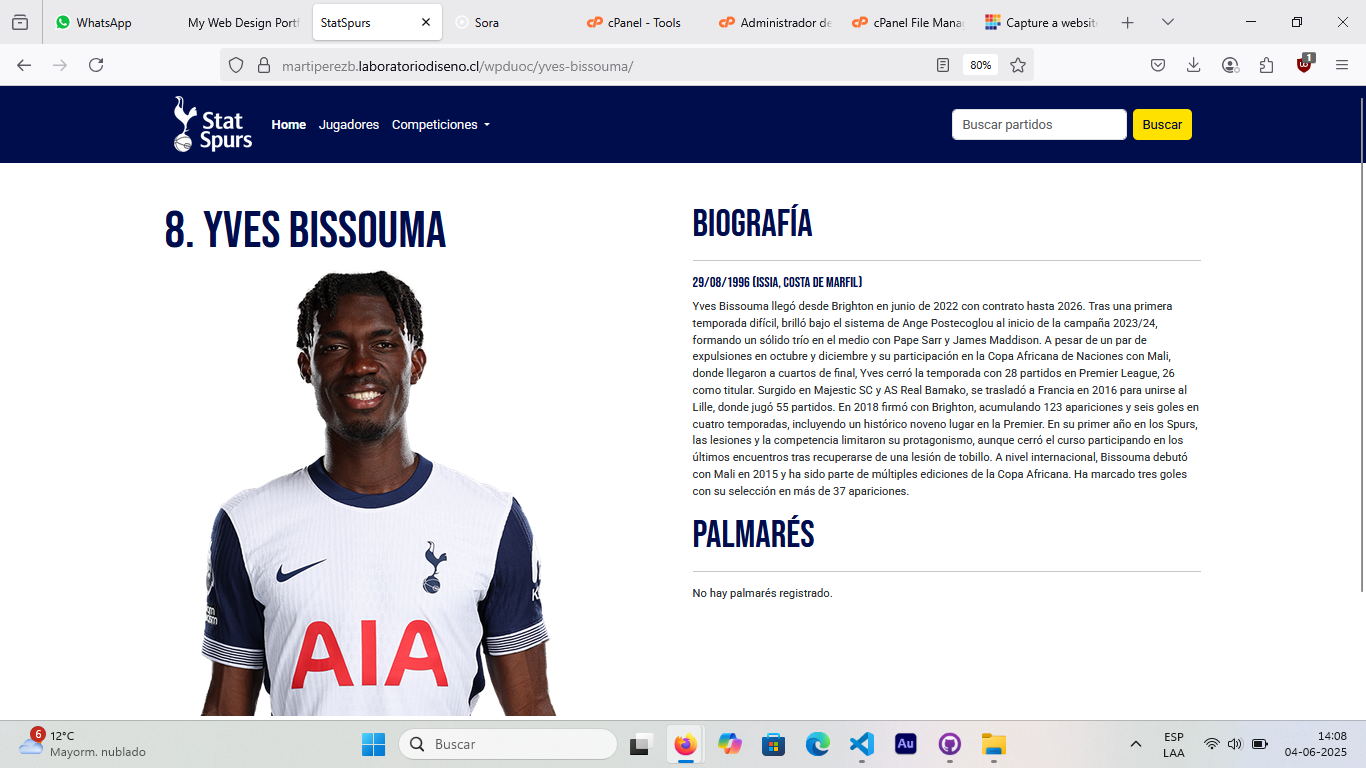 WhatsApp
My Web Design Portf
StatSpurs
Sora
cPanel - Tools
Administrador de
cPanel File Manag
Capture a websit
martiperezb.laboratoriodiseno.cl/wpduoc/yves-bissouma/
80%
1
Stat
Spurs
Home
Jugadores
Competiciones
Buscar partidos
Buscar
8. YVES BISSOUMA
AIA
BIOGRAFÍA
29/08/1996 (ISSIA, COSTA DE MARFIL)
Yves Bissouma llegó desde Brighton en junio de 2022 con contrato hasta 2026. Tras una primera
temporada difícil, brilló bajo el sistema de Ange Postecoglou al inicio de la campaña 2023/24,
formando un sólido trío en el medio con Pape Sarr y James Maddison. A pesar de un par de
expulsiones en octubre y diciembre y su participación en la Copa Africana de Naciones con Mali,
donde llegaron a cuartos de final, Yves cerró la temporada con 28 partidos en Premier League, 26
como titular. Surgido en Majestic SC y AS Real Bamako, se trasladó a Francia en 2016 para unirse al
Lille, donde jugó 55 partidos. En 2018 firmó con Brighton, acumulando 123 apariciones y seis goles en
cuatro temporadas, incluyendo un histórico noveno lugar en la Premier. En su primer año en los Spurs,
las lesiones y la competencia limitaron su protagonismo, aunque cerró el curso participando en los
últimos encuentros tras recuperarse de una lesión de tobillo. A nivel internacional, Bissouma debutó
con Mali en 2015 y ha sido parte de múltiples ediciones de la Copa Africana. Ha marcado tres goles
con su selección en más de 37 apariciones.
PALMARÉS
No hay palmarés registrado.
6
12°C
Mayorm. nublado
Buscar
Au
ESP
LAA
14:08
04-06-2025